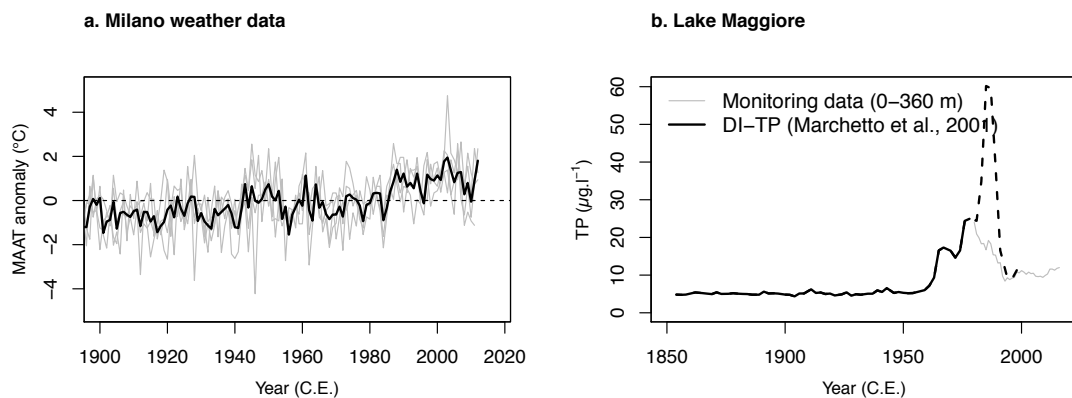 a. Milano weather data
MAAT anomaly (°C)
4
2
0
−2
−4
1900 1920 1940 1960 1980 2000 2020
Year (C.E.)
b. Lake Maggiore
Monitoring data (0−360 m)
DI−TP (Marchetto et al., 2001)
TP (µg.l⁻¹)
60
50
40
30
20
10
0
1850 1900 1950 2000
Year (C.E.)